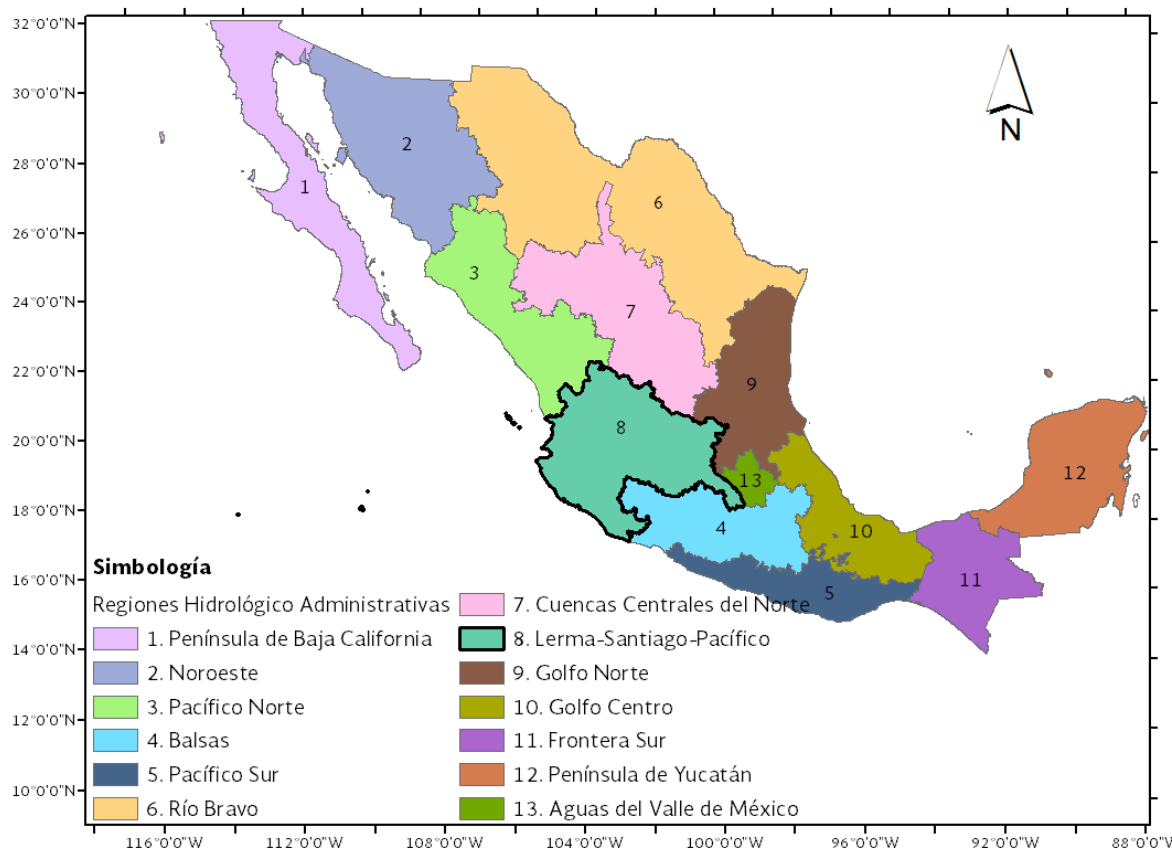 32°0'0"N
30°0'0"N
28°0'0"N
26°0'0"N
24°0'0"N
22°0'0"N
20°0'0"N
18°0'0"N
16°0'0"N
14°0'0"N
12°0'0"N
10°0'0"N
N
1
2
3
6
7
9
8
13
4
10
5
11
12
Simbología
Regiones Hidrológico Administrativas
1. Península de Baja California
2. Noroeste
3. Pacífico Norte
4. Balsas
5. Pacífico Sur
6. Río Bravo
7. Cuencas Centrales del Norte
8. Lerma-Santiago-Pacífico
9. Golfo Norte
10. Golfo Centro
11. Frontera Sur
12. Península de Yucatán
13. Aguas del Valle de México
116°0'0"W 112°0'0"W 108°0'0"W 104°0'0"W 100°0'0"W 96°0'0"W 92°0'0"W 88°0'0"W